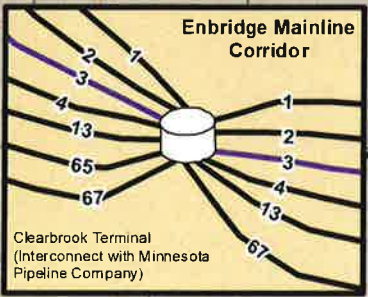 Enbridge Mainline
Corridor
1
2
3
4
13
65
67
1
2
3
4
13
67
Clearbrook Terminal
(Interconnect with Minnesota
Pipeline Company)